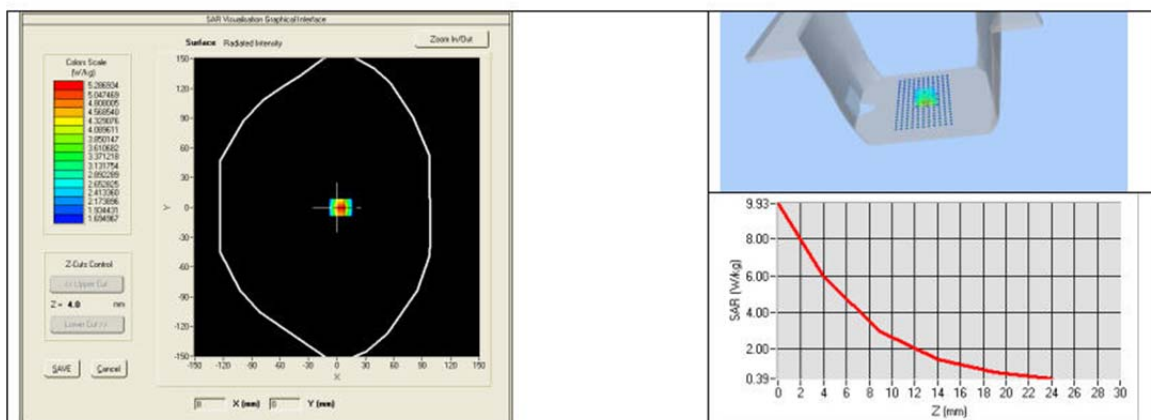 SAR Visualisation Graphical Interface
Surface Radiated Intensity
Zoom In/Out
Colors Scale
(W/kg)
5.286934
5.047469
4.808005
4.568540
4.329076
4.089611
3.850147
3.610682
3.371218
3.131754
2.892289
2.652825
2.413360
2.173896
1.934431
1.694967
Z-Cuts Control
<< Upper Cut
Z = 4.0 mm
Lower Cut >>
SAVE Cancel
150
120
90
60
30
0
-30
-60
-90
-120
-150
Y
-150 -120 -90 -60 -30 0 30 60 90 120 150
X
0 X (mm) 0 Y (mm)
9.93
8.00
6.00
4.00
2.00
0.39
SAR (W/kg)
0 2 4 6 8 10 12 14 16 18 20 22 24 26 28 30
Z (mm)